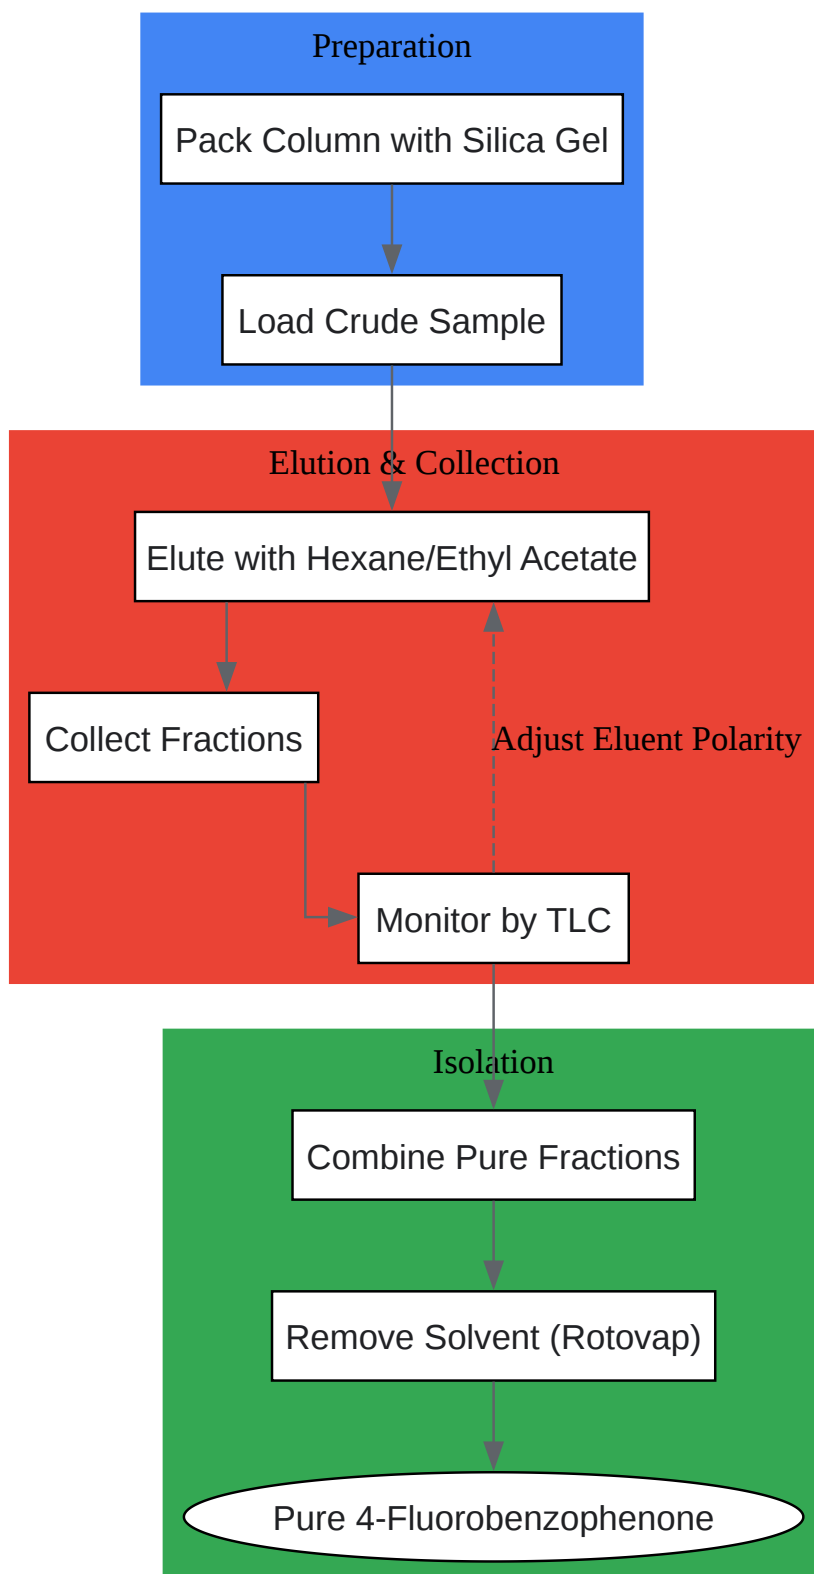 Preparation
Pack Column with Silica Gel
Load Crude Sample
Elution & Collection
Elute with Hexane/Ethyl Acetate
Collect Fractions
Adjust Eluent Polarity
Monitor by TLC
Isolation
Combine Pure Fractions
Remove Solvent (Rotovap)
Pure 4-Fluorobenzophenone